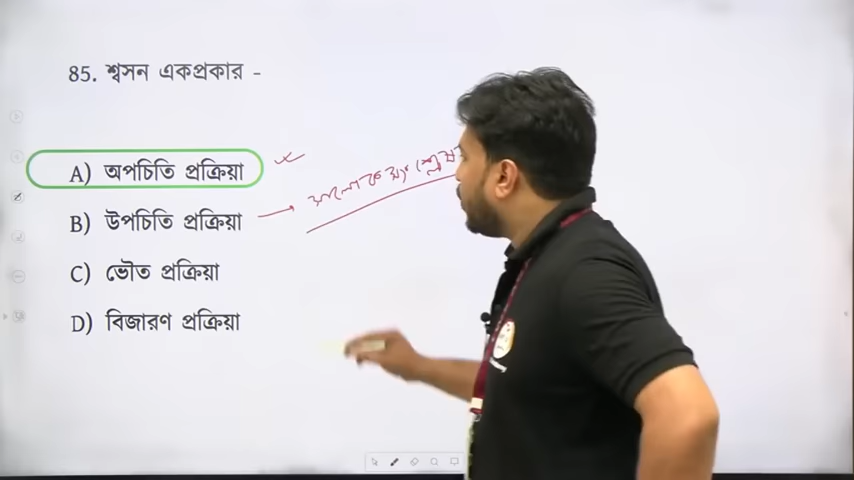 85. শ্বসন একপ্রকার -
A) অপচিতি প্রক্রিয়া
B) উপচিতি প্রক্রিয়া
C) ভৌত প্রক্রিয়া
D) বিজারণ প্রক্রিয়া